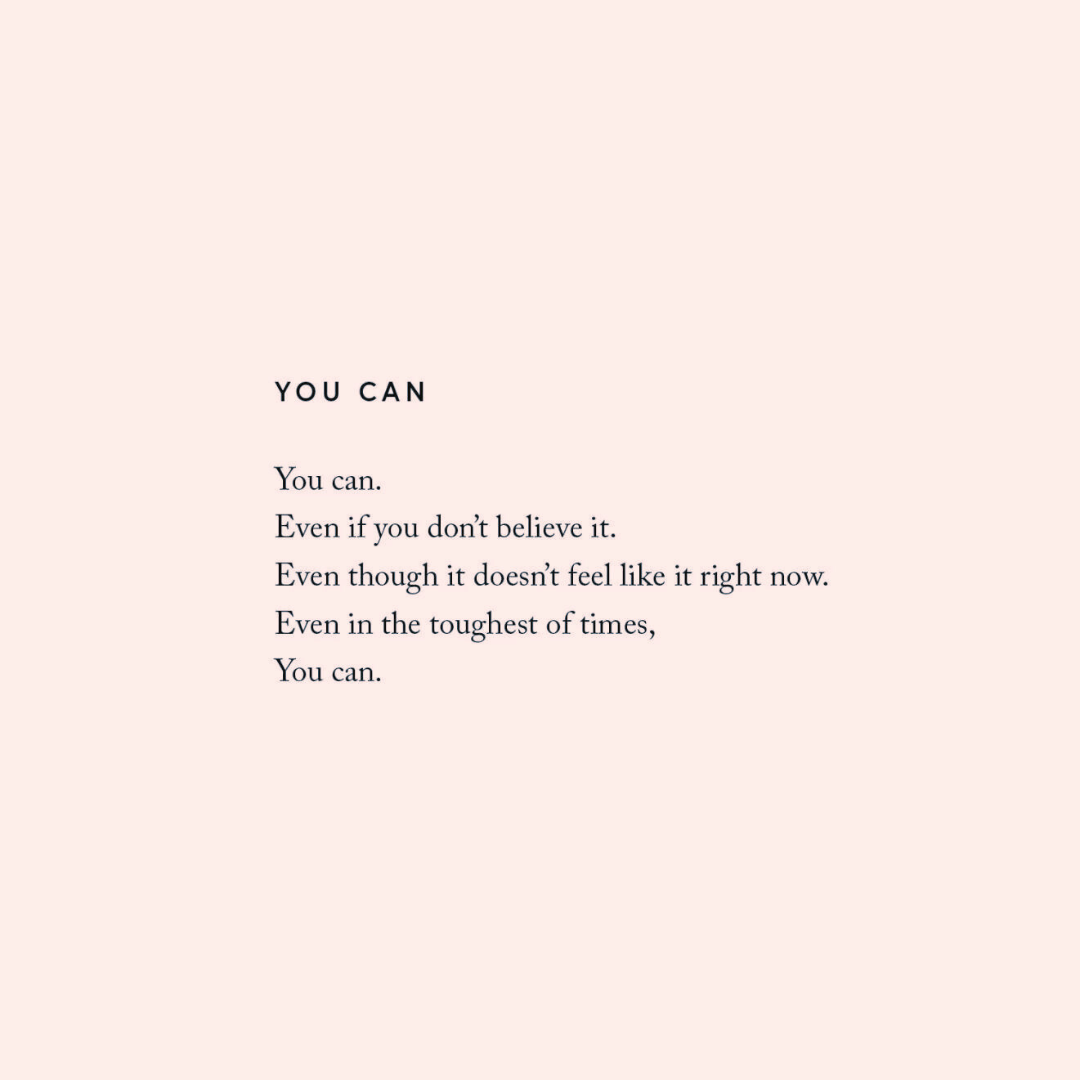 YOU CAN
You can.
Even if you don’t believe it.
Even though it doesn’t feel like it right now.
Even in the toughest of times,
You can.